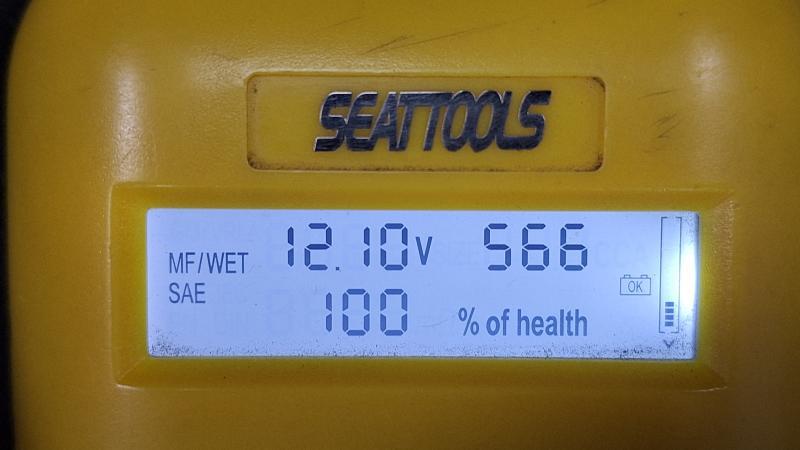 SEATTOOLS
MF/WET 12.10V 566
SAE
OK
100 % of health